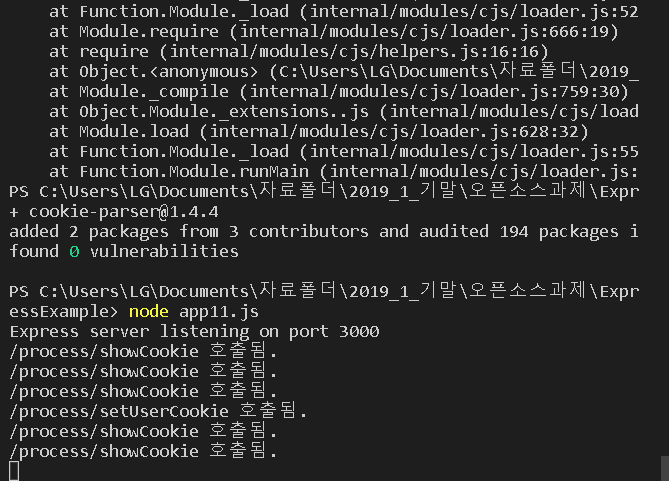 at Function.Module._load (internal/modules/cjs/loader.js:52
at Module.require (internal/modules/cjs/loader.js:666:19)
at require (internal/modules/cjs/helpers.js:16:16)
at Object.<anonymous> (C:\Users\LG\Documents\자료폴더\2019_
at Module._compile (internal/modules/cjs/loader.js:759:30)
at Object.Module._extensions..js (internal/modules/cjs/load
at Module.load (internal/modules/cjs/loader.js:628:32)
at Function.Module._load (internal/modules/cjs/loader.js:55
at Function.Module.runMain (internal/modules/cjs/loader.js:
PS C:\Users\LG\Documents\자료폴더\2019_1_기말\오픈소스과제\Expr
+ cookie-parser@1.4.4
added 2 packages from 3 contributors and audited 194 packages i
found 0 vulnerabilities
PS C:\Users\LG\Documents\자료폴더\2019_1_기말\오픈소스과제\Expr
essExample> node app11.js
Express server listening on port 3000
/process/showCookie 호출됨.
/process/showCookie 호출됨.
/process/showCookie 호출됨.
/process/setUserCookie 호출됨.
/process/showCookie 호출됨.
/process/showCookie 호출됨.